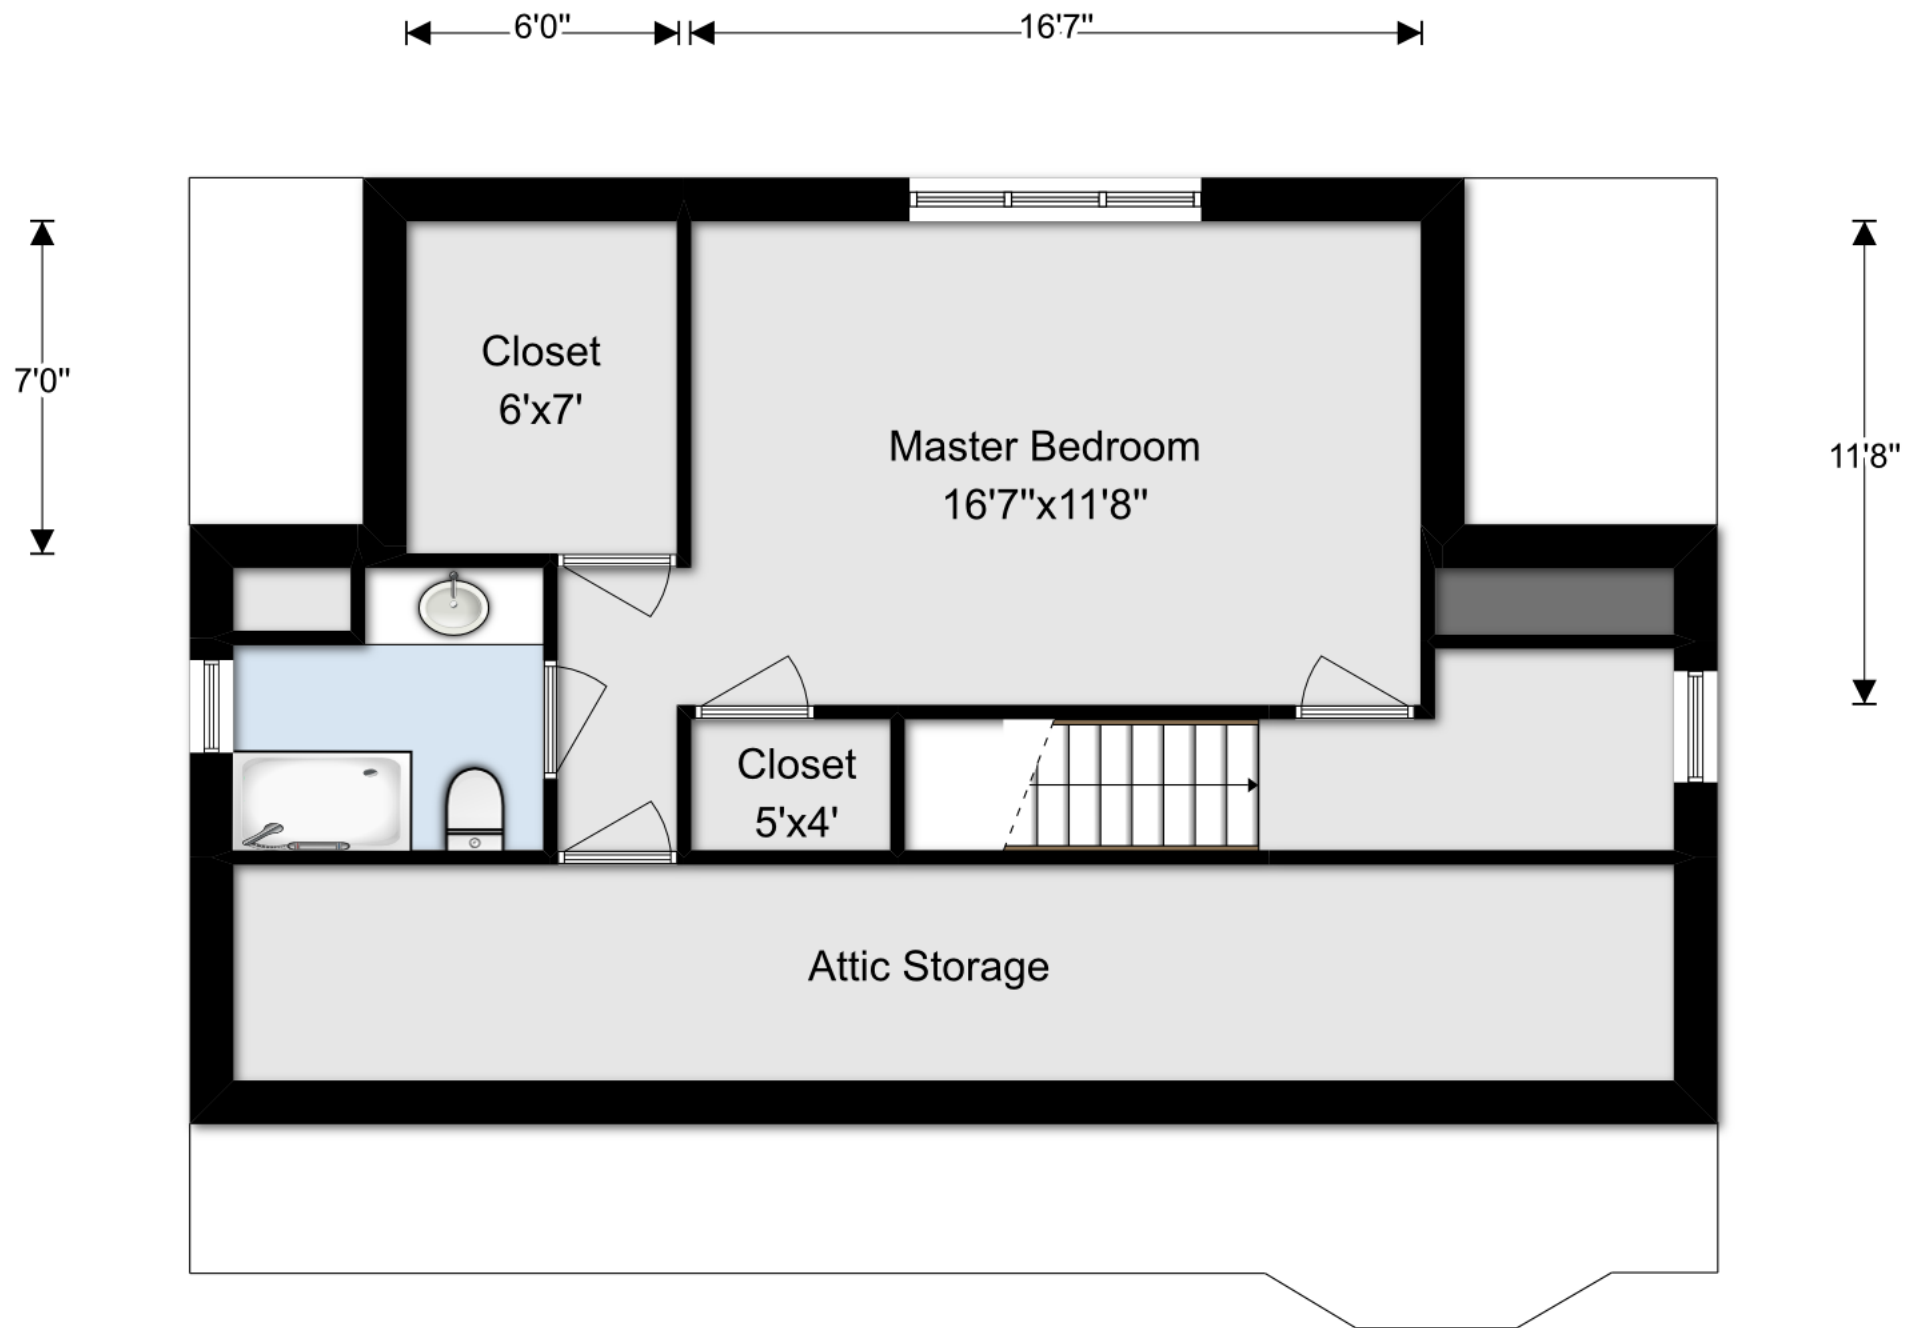 6'0"
16'7"
7'0"
Closet
6'x7'
Master Bedroom
16'7"x11'8"
11'8"
Closet
5'x4'
Attic Storage